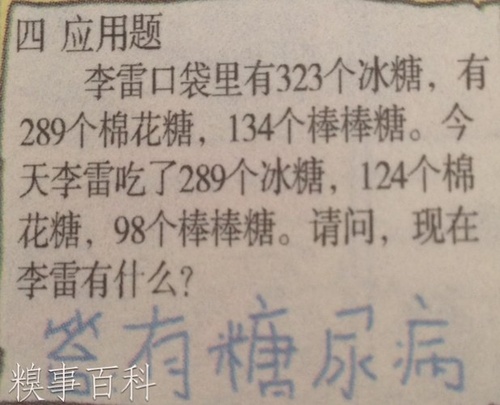 四 应用题
李雷口袋里有323个冰糖，有
289个棉花糖，134个棒棒糖。今
天李雷吃了289个冰糖，124个棉
花糖，98个棒棒糖。请问，现在
李雷有什么？
答有糖尿病
糗事百科